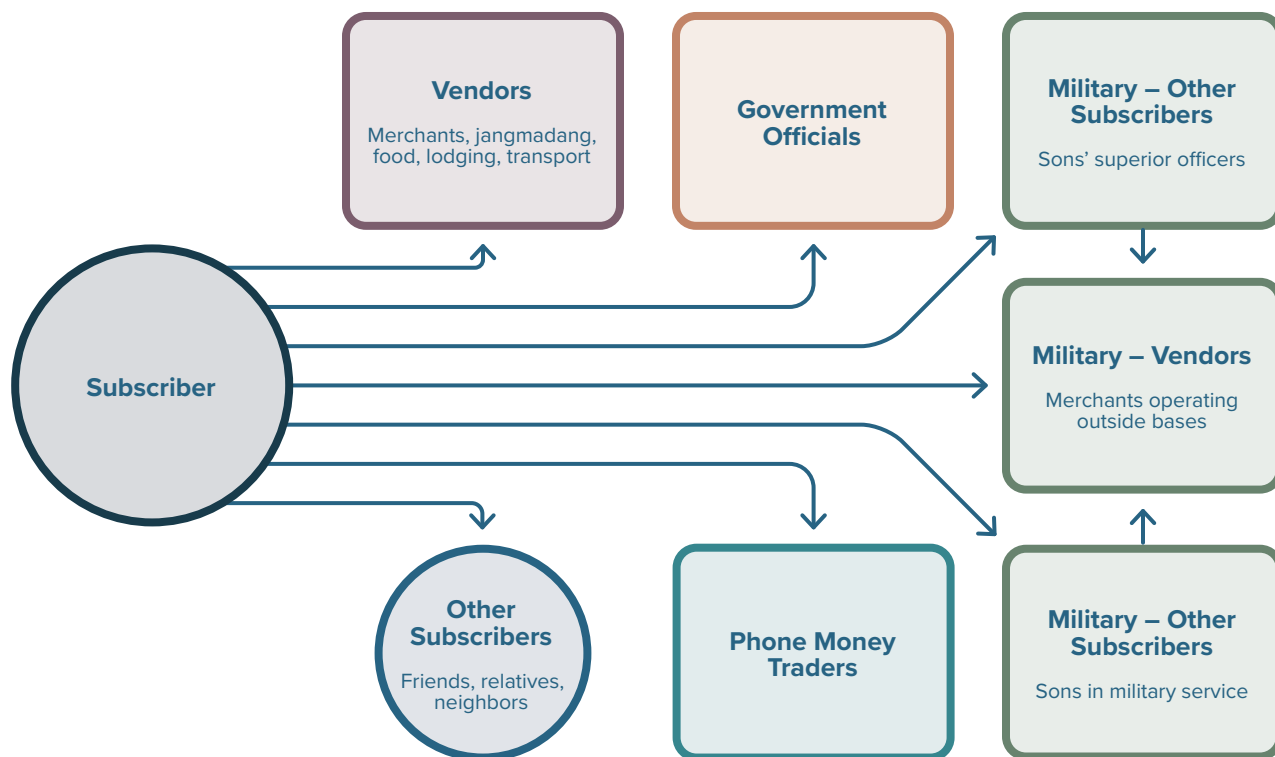 Vendors
Merchants, jangmadang,
food, lodging, transport
Government
Officials
Military – Other
Subscribers
Sons’ superior officers
Subscriber
Military – Vendors
Merchants operating
outside bases
Other
Subscribers
Friends, relatives,
neighbors
Phone Money
Traders
Military – Other
Subscribers
Sons in military service